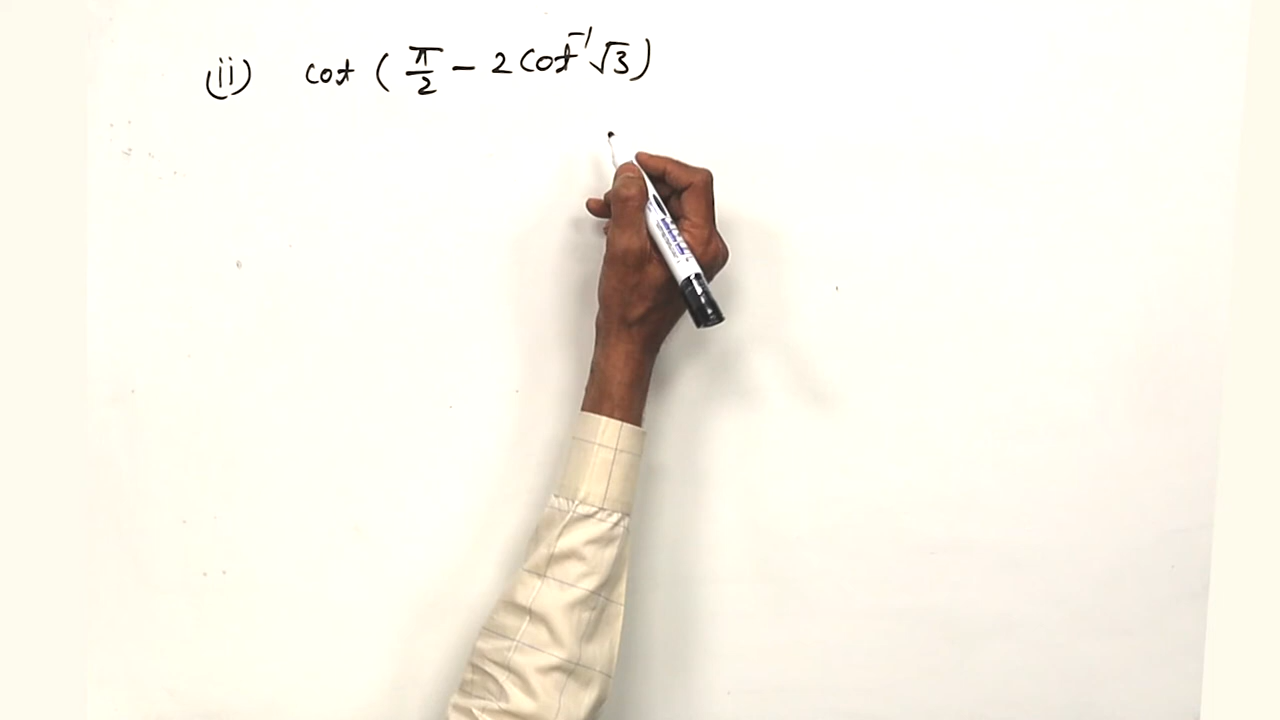 (ii) cot ( π/2 − 2 cot⁻¹ √3 )